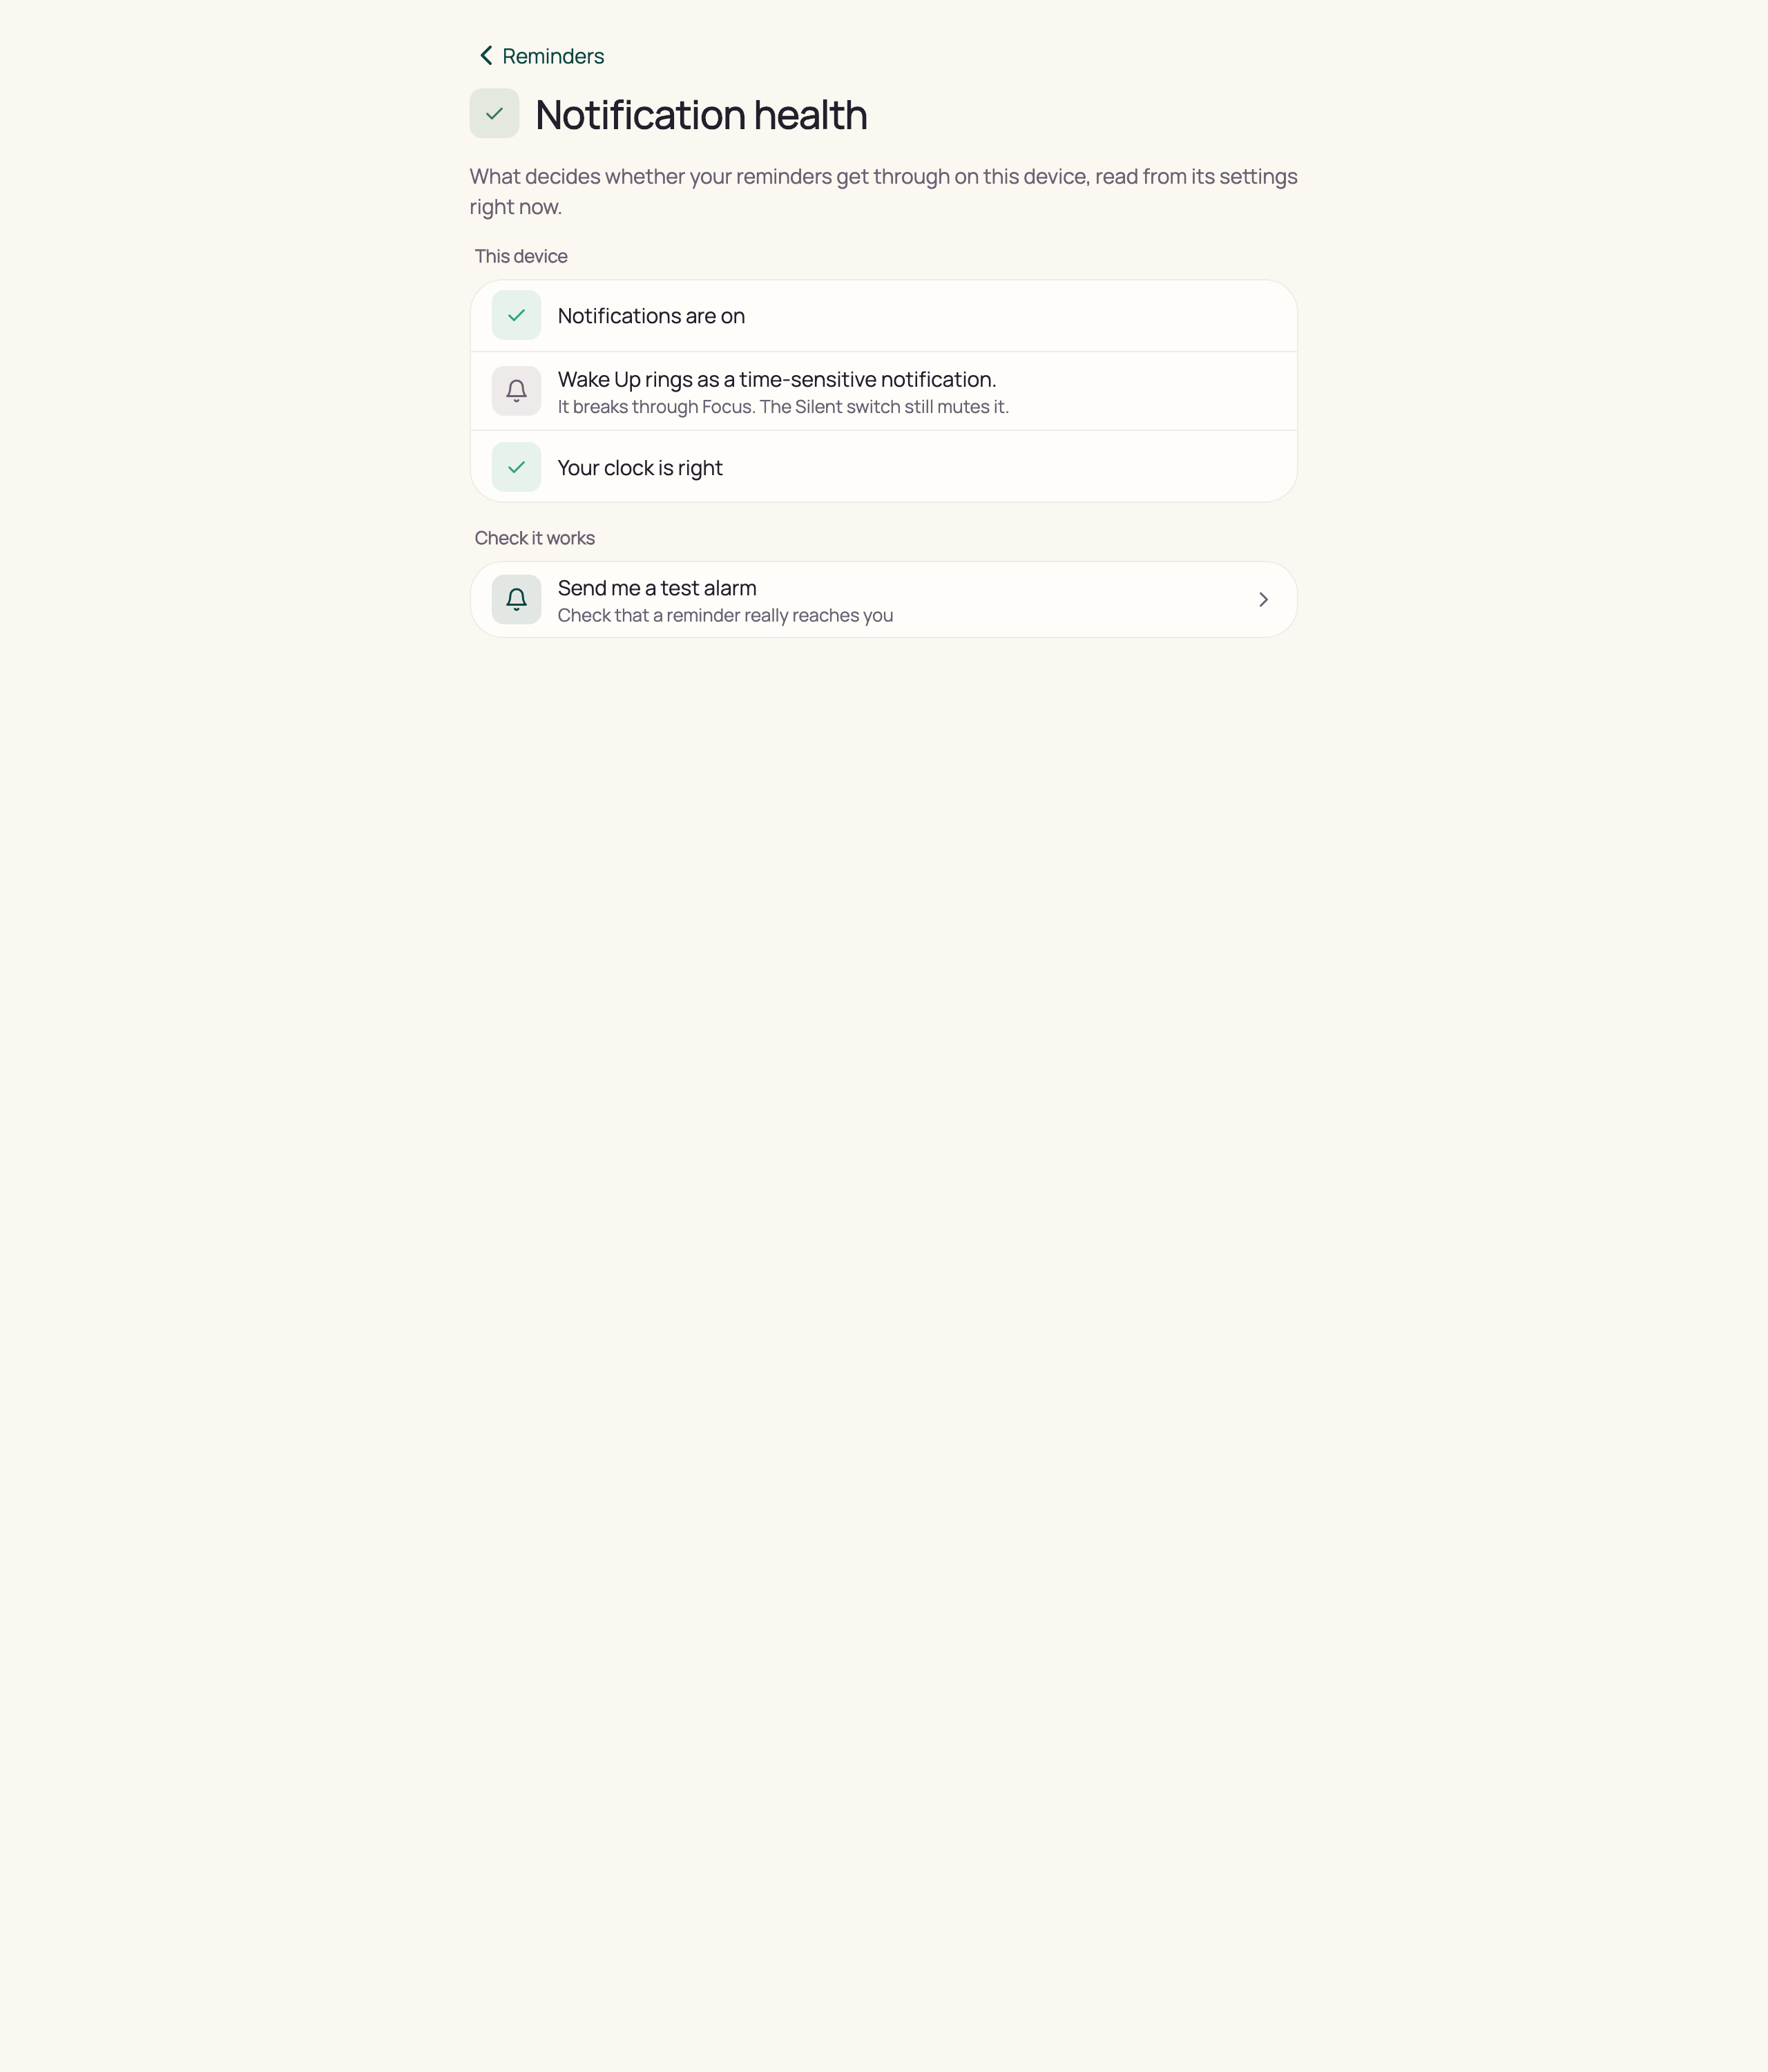 Reminders
Notification health
What decides whether your reminders get through on this device, read from its settings
right now.
This device
Notifications are on
Wake Up rings as a time-sensitive notification.
It breaks through Focus. The Silent switch still mutes it.
Your clock is right
Check it works
Send me a test alarm
Check that a reminder really reaches you